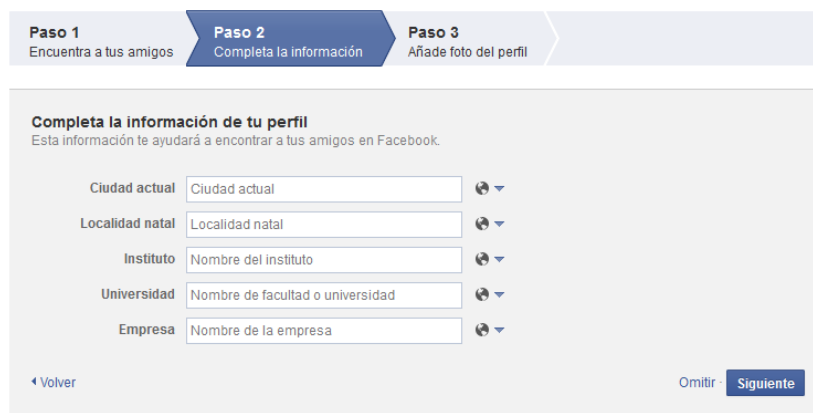 Paso 1
Encuentra a tus amigos
Paso 2
Completa la información
Paso 3
Añade foto del perfil
Completa la información de tu perfil
Esta información te ayudará a encontrar a tus amigos en Facebook.
Ciudad actual Ciudad actual
Localidad natal Localidad natal
Instituto Nombre del instituto
Universidad Nombre de facultad o universidad
Empresa Nombre de la empresa
Volver
Omitir · Siguiente